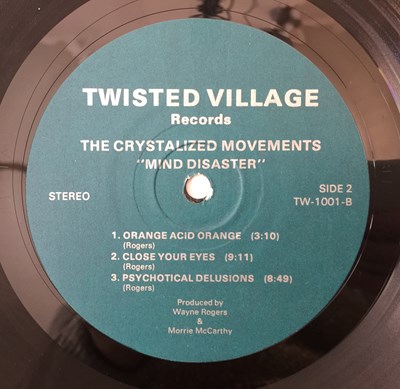 TWISTED VILLAGE
Records
THE CRYSTALIZED MOVEMENTS
"MIND DISASTER"
STEREO
SIDE 2
TW-1001-B
1. ORANGE ACID ORANGE (3:10)
(Rogers)
2. CLOSE YOUR EYES (9:11)
(Rogers)
3. PSYCHOTICAL DELUSIONS (8:49)
(Rogers)
Produced by
Wayne Rogers
&
Morrie McCarthy